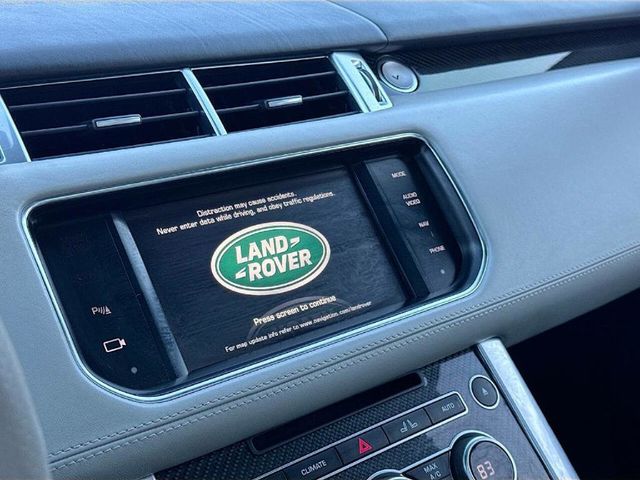 Distraction may cause accidents.
Never enter data while driving, and obey traffic regulations.
LAND
ROVER
Press screen to continue
For map update info refer to www.navigation.com/landrover
MODE
AUDIO
VIDEO
NAV
PHONE
P
AUTO
CLIMATE
MAX
A/C
83